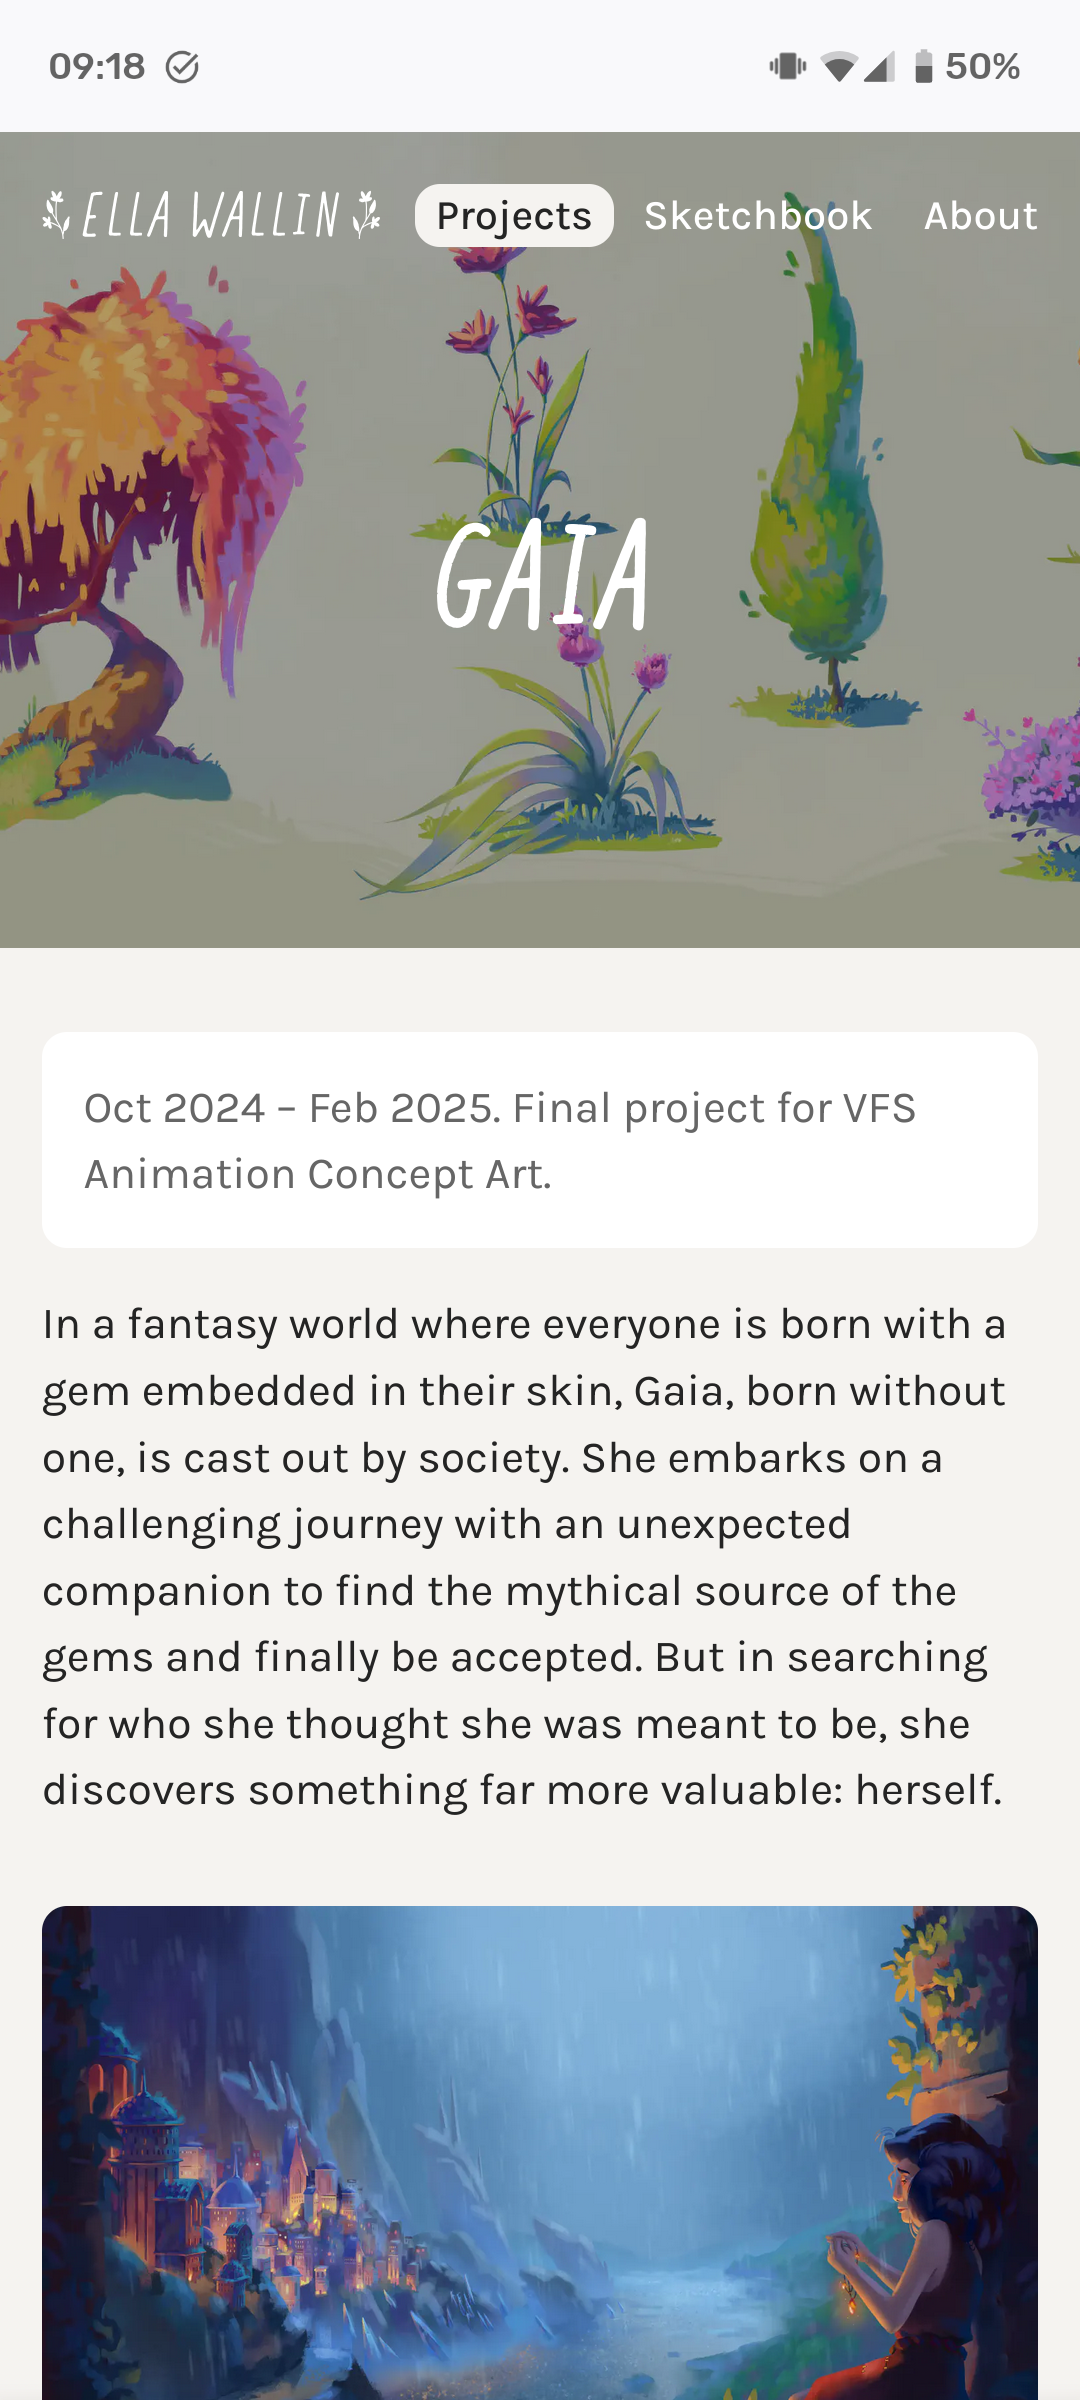 09:18 50%
ELLA WALLIN Projects Sketchbook About
GAIA
Oct 2024 – Feb 2025. Final project for VFS
Animation Concept Art.
In a fantasy world where everyone is born with a
gem embedded in their skin, Gaia, born without
one, is cast out by society. She embarks on a
challenging journey with an unexpected
companion to find the mythical source of the
gems and finally be accepted. But in searching
for who she thought she was meant to be, she
discovers something far more valuable: herself.